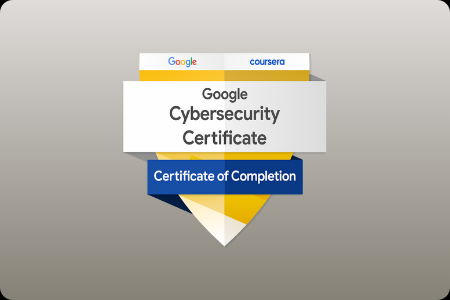 Google coursera
Google
Cybersecurity
Certificate
Certificate of Completion